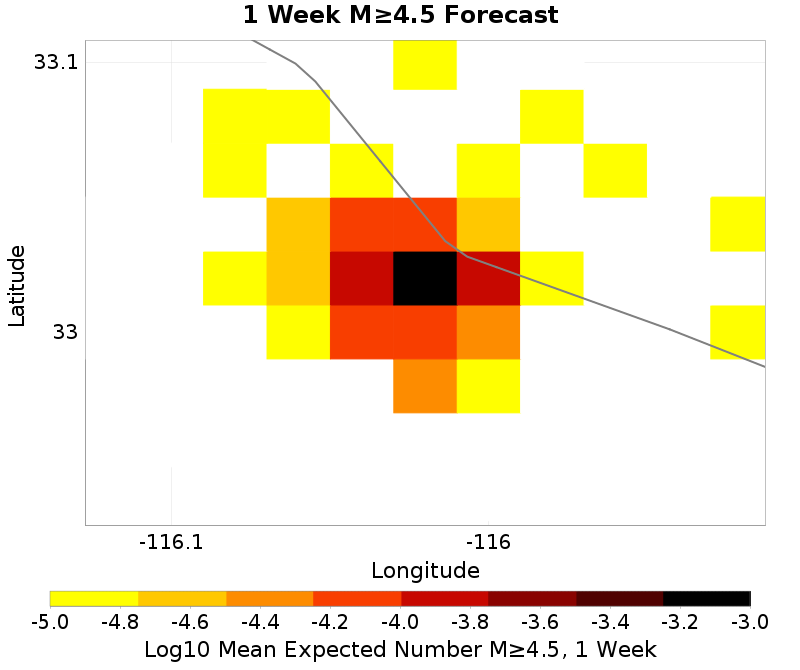 1 Week M≥4.5 Forecast
33.1
33
Latitude
-116.1 -116
Longitude
-5.0 -4.8 -4.6 -4.4 -4.2 -4.0 -3.8 -3.6 -3.4 -3.2 -3.0
Log10 Mean Expected Number M≥4.5, 1 Week